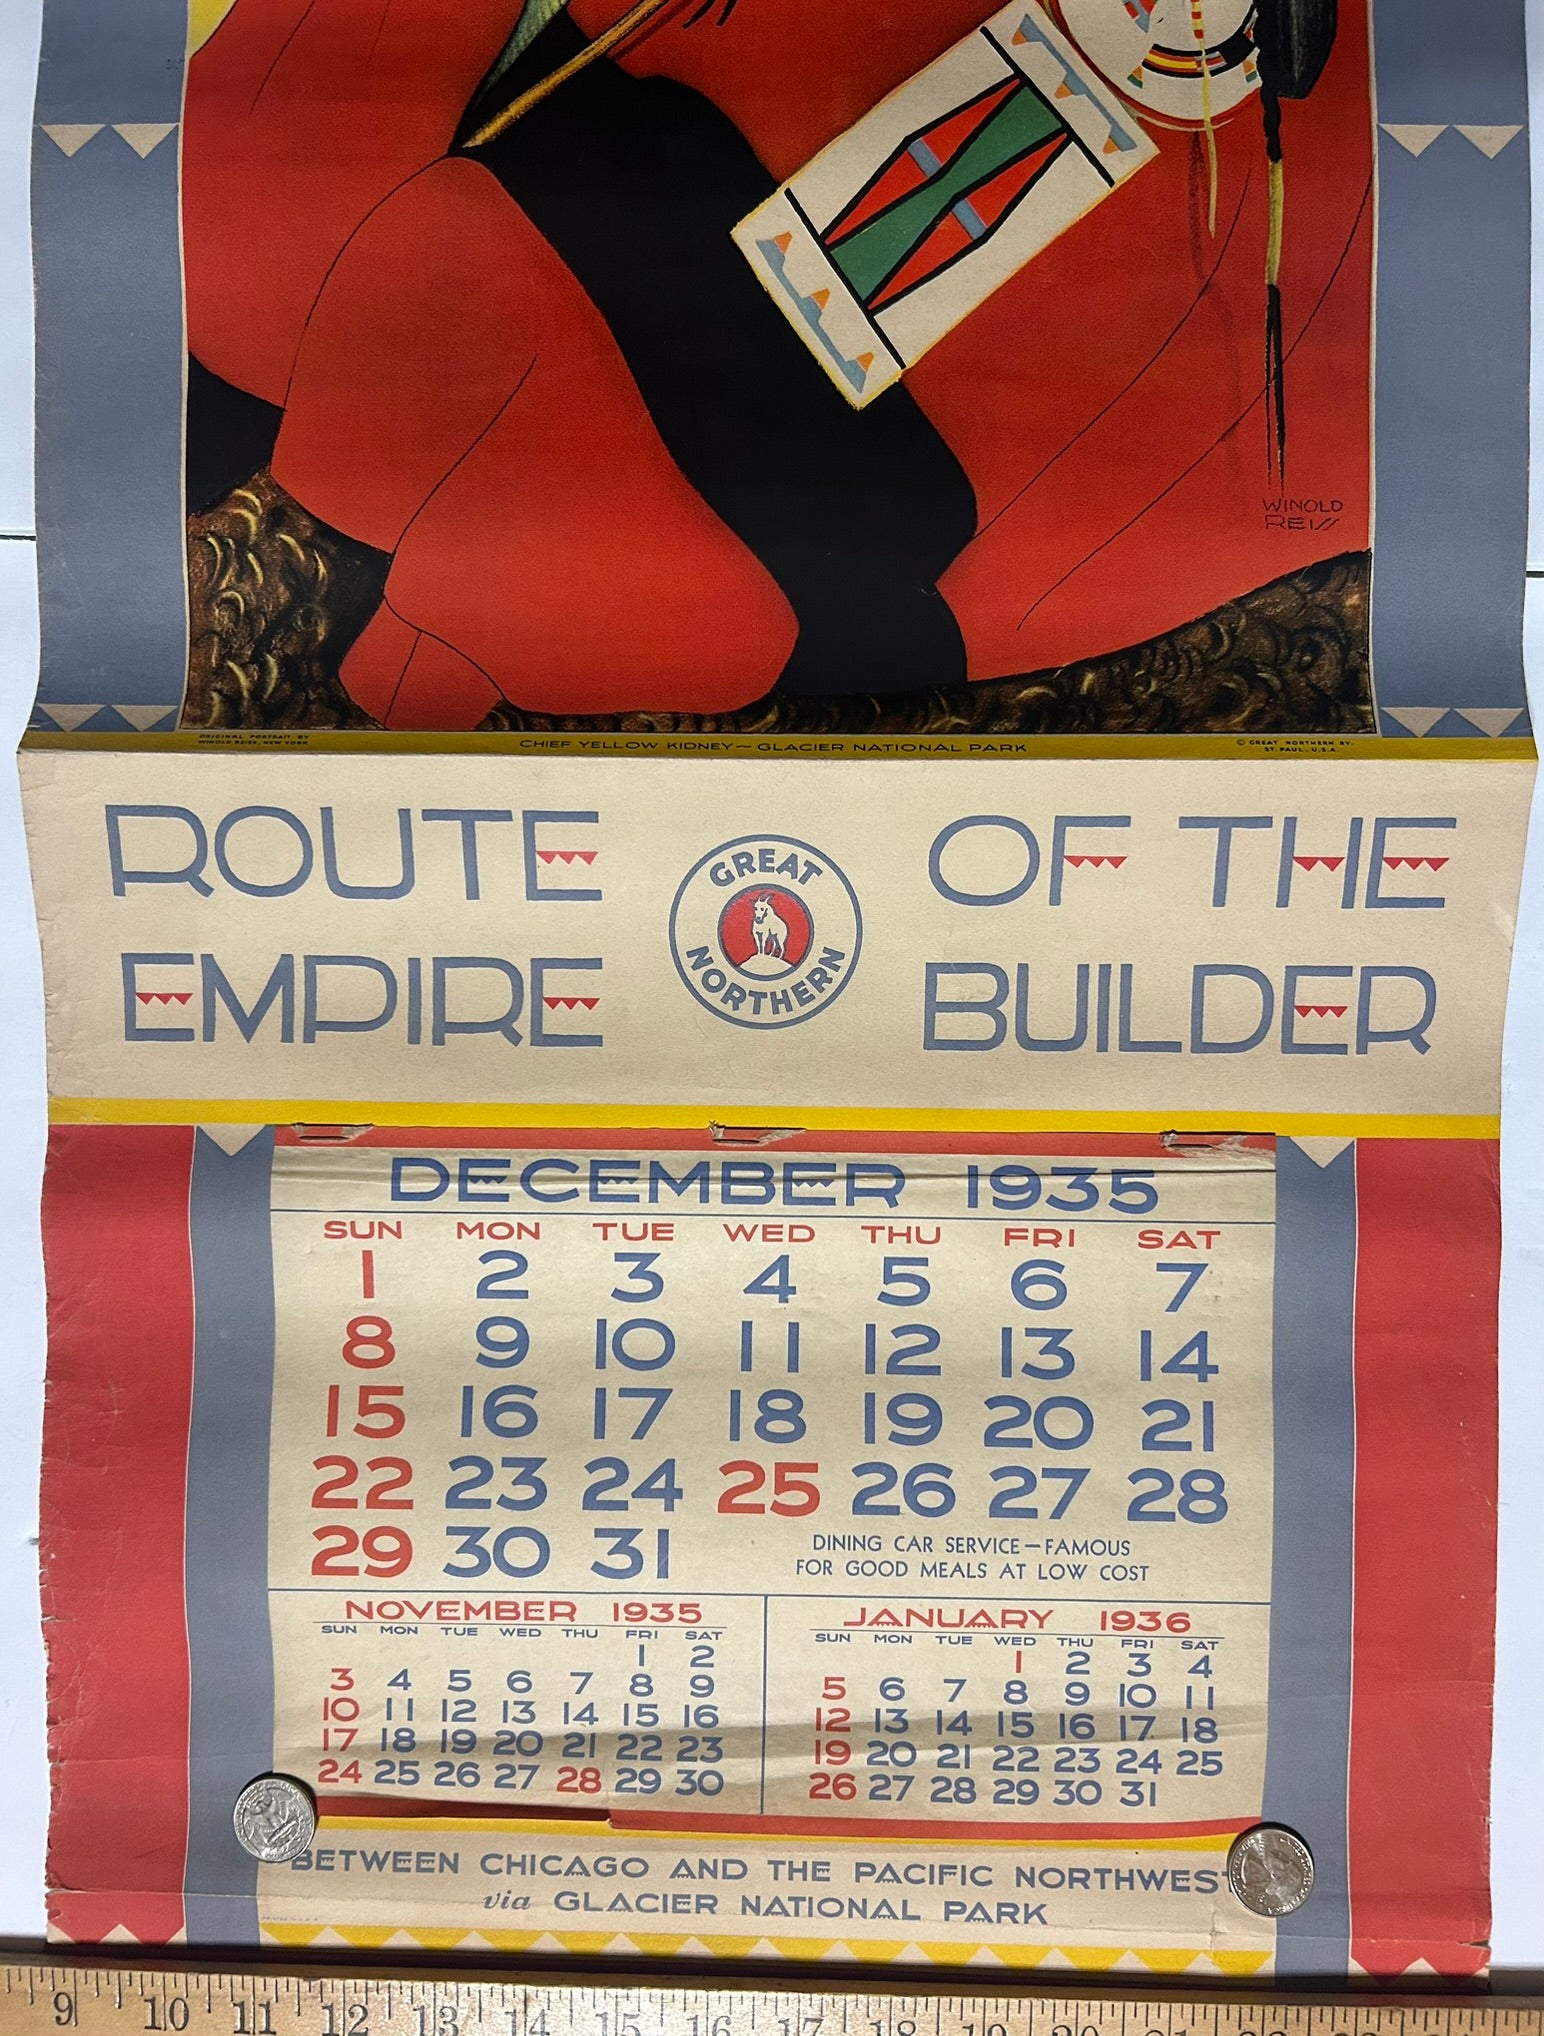 WINOLD
REISS
ORIGINAL PORTRAIT BY
WINOLD REISS, NEW YORK
CHIEF YELLOW KIDNEY~GLACIER NATIONAL PARK
© GREAT NORTHERN RY.
ST. PAUL, U.S.A.
ROUTE OF THE
EMPIRE BUILDER
GREAT
NORTHERN
DECEMBER 1935
SUN MON TUE WED THU FRI SAT
1 2 3 4 5 6 7
8 9 10 11 12 13 14
15 16 17 18 19 20 21
22 23 24 25 26 27 28
29 30 31
DINING CAR SERVICE—FAMOUS
FOR GOOD MEALS AT LOW COST
NOVEMBER 1935
SUN MON TUE WED THU FRI SAT
1 2
3 4 5 6 7 8 9
10 11 12 13 14 15 16
17 18 19 20 21 22 23
24 25 26 27 28 29 30
JANUARY 1936
SUN MON TUE WED THU FRI SAT
1 2 3 4
5 6 7 8 9 10 11
12 13 14 15 16 17 18
19 20 21 22 23 24 25
26 27 28 29 30 31
BETWEEN CHICAGO AND THE PACIFIC NORTHWEST
via GLACIER NATIONAL PARK
9 10 11 12 13 14 15 16 17 18 19 20 21 22 23